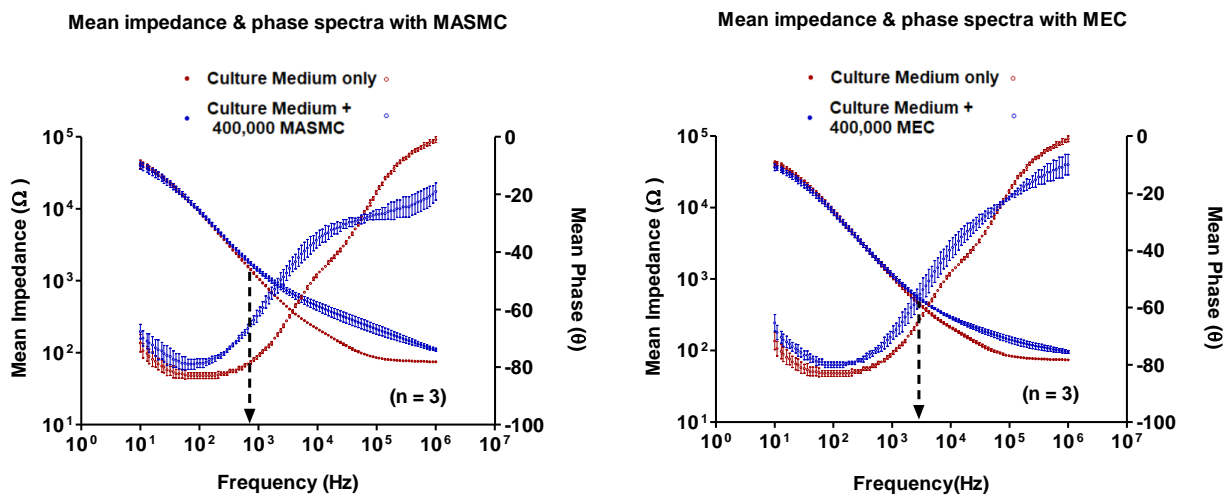 Mean impedance & phase spectra with MASMC
Culture Medium only
Culture Medium +
400,000 MASMC
10⁵
10⁴
10³
10²
10¹
Mean Impedance (Ω)
0
-20
-40
-60
-80
-100
Mean Phase (θ)
(n = 3)
10⁰ 10¹ 10² 10³ 10⁴ 10⁵ 10⁶ 10⁷
Frequency (Hz)
Mean impedance & phase spectra with MEC
Culture Medium only
Culture Medium +
400,000 MEC
10⁵
10⁴
10³
10²
10¹
Mean Impedance (Ω)
0
-20
-40
-60
-80
-100
Mean Phase (θ)
(n = 3)
10⁰ 10¹ 10² 10³ 10⁴ 10⁵ 10⁶ 10⁷
Frequency(Hz)